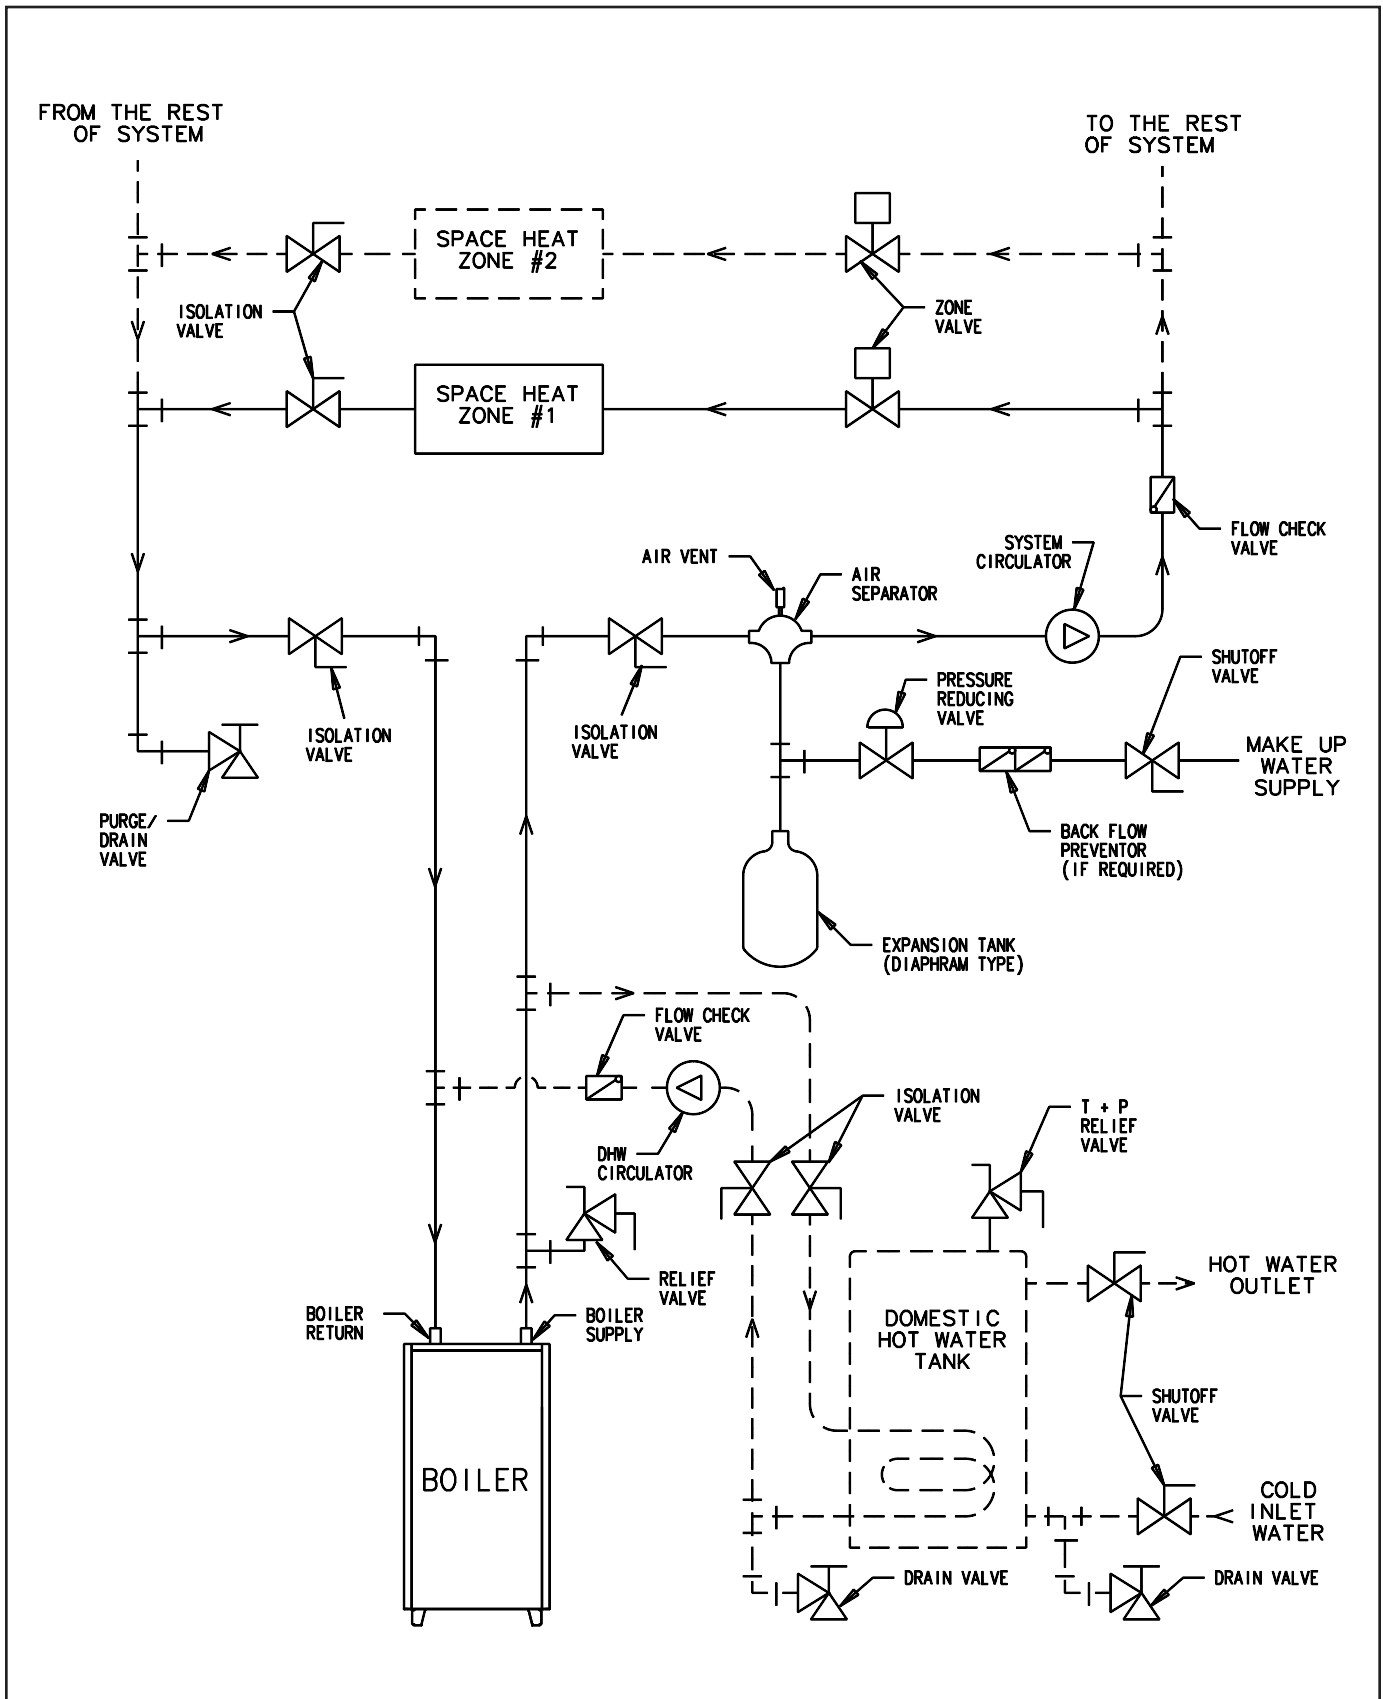 FROM THE REST
OF SYSTEM
TO THE REST
OF SYSTEM
SPACE HEAT
ZONE #2
ISOLATION
VALVE
ZONE
VALVE
SPACE HEAT
ZONE #1
FLOW CHECK
VALVE
SYSTEM
CIRCULATOR
AIR VENT
AIR
SEPARATOR
SHUTOFF
VALVE
PRESSURE
REDUCING
VALVE
ISOLATION
VALVE
ISOLATION
VALVE
MAKE UP
WATER
SUPPLY
PURGE/
DRAIN
VALVE
BACK FLOW
PREVENTOR
(IF REQUIRED)
EXPANSION TANK
(DIAPHRAM TYPE)
FLOW CHECK
VALVE
ISOLATION
VALVE
T + P
RELIEF
VALVE
DHW
CIRCULATOR
RELIEF
VALVE
HOT WATER
OUTLET
BOILER
RETURN
BOILER
SUPPLY
DOMESTIC
HOT WATER
TANK
SHUTOFF
VALVE
BOILER
COLD
INLET
WATER
DRAIN VALVE
DRAIN VALVE